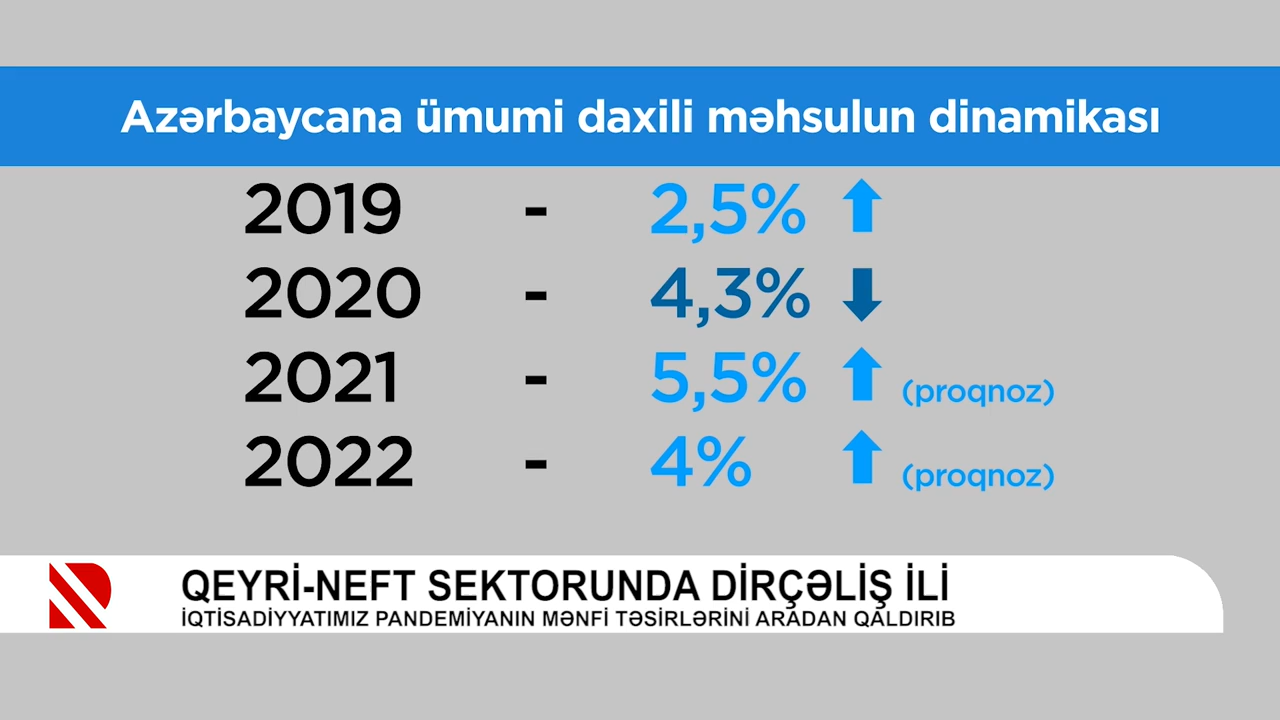 Azərbaycana ümumi daxili məhsulun dinamikası
2019 - 2,5%
2020 - 4,3%
2021 - 5,5% (proqnoz)
2022 - 4% (proqnoz)
QEYRİ-NEFT SEKTORUNDA DİRÇƏLİŞ İLİ
İQTİSADİYYATIMIZ PANDEMİYANIN MƏNFİ TƏSİRLƏRİNİ ARADAN QALDIRIB